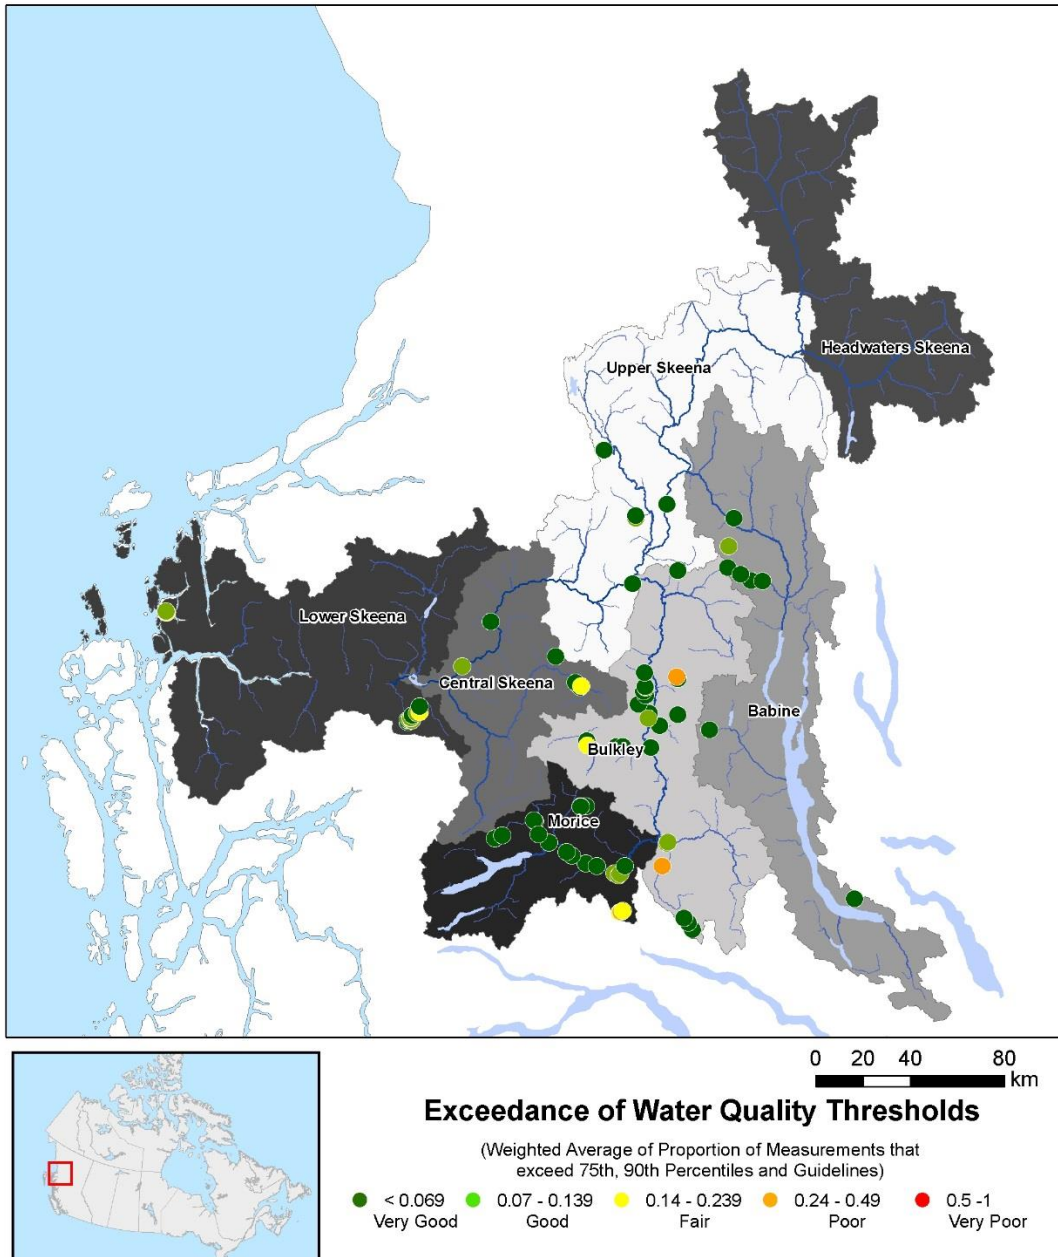 Headwaters Skeena
Upper Skeena
Lower Skeena
Central Skeena
Babine
Bulkley
Morice
0 20 40 80
km
Exceedance of Water Quality Thresholds
(Weighted Average of Proportion of Measurements that
exceed 75th, 90th Percentiles and Guidelines)
< 0.069 0.07 - 0.139 0.14 - 0.239 0.24 - 0.49 0.5 -1
Very Good Good Fair Poor Very Poor